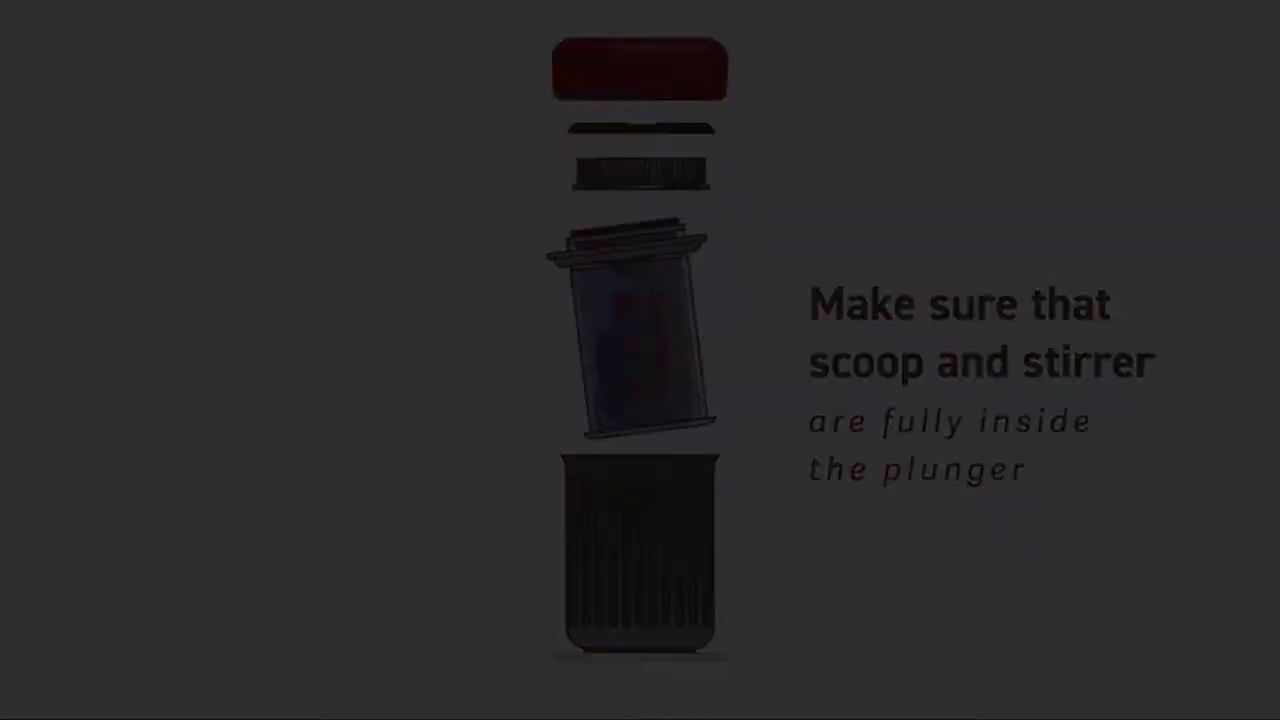 Make sure that
scoop and stirrer
are fully inside
the plunger